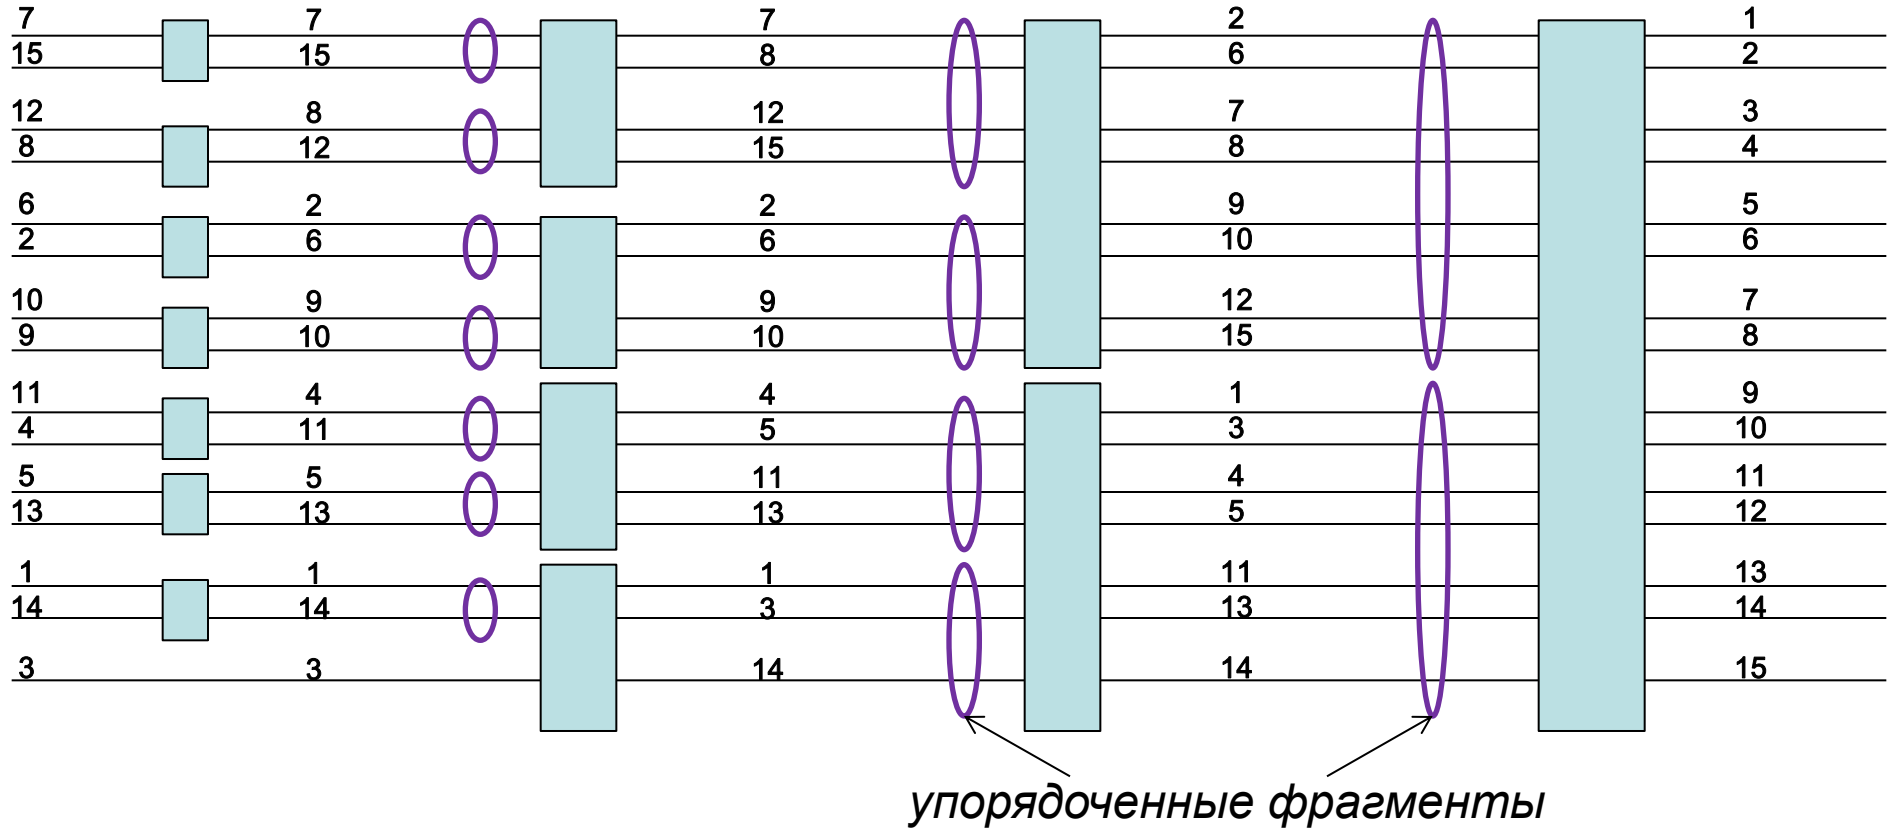 7 7 7 2 1
15 15 8 6 2
12 8 12 7 3
8 12 15 8 4
6 2 2 9 5
2 6 6 10 6
10 9 9 12 7
9 10 10 15 8
11 4 4 1 9
4 11 5 3 10
5 5 11 4 11
13 13 13 5 12
1 1 1 11 13
14 14 3 13 14
3 3 14 14 15
упорядоченные фрагменты